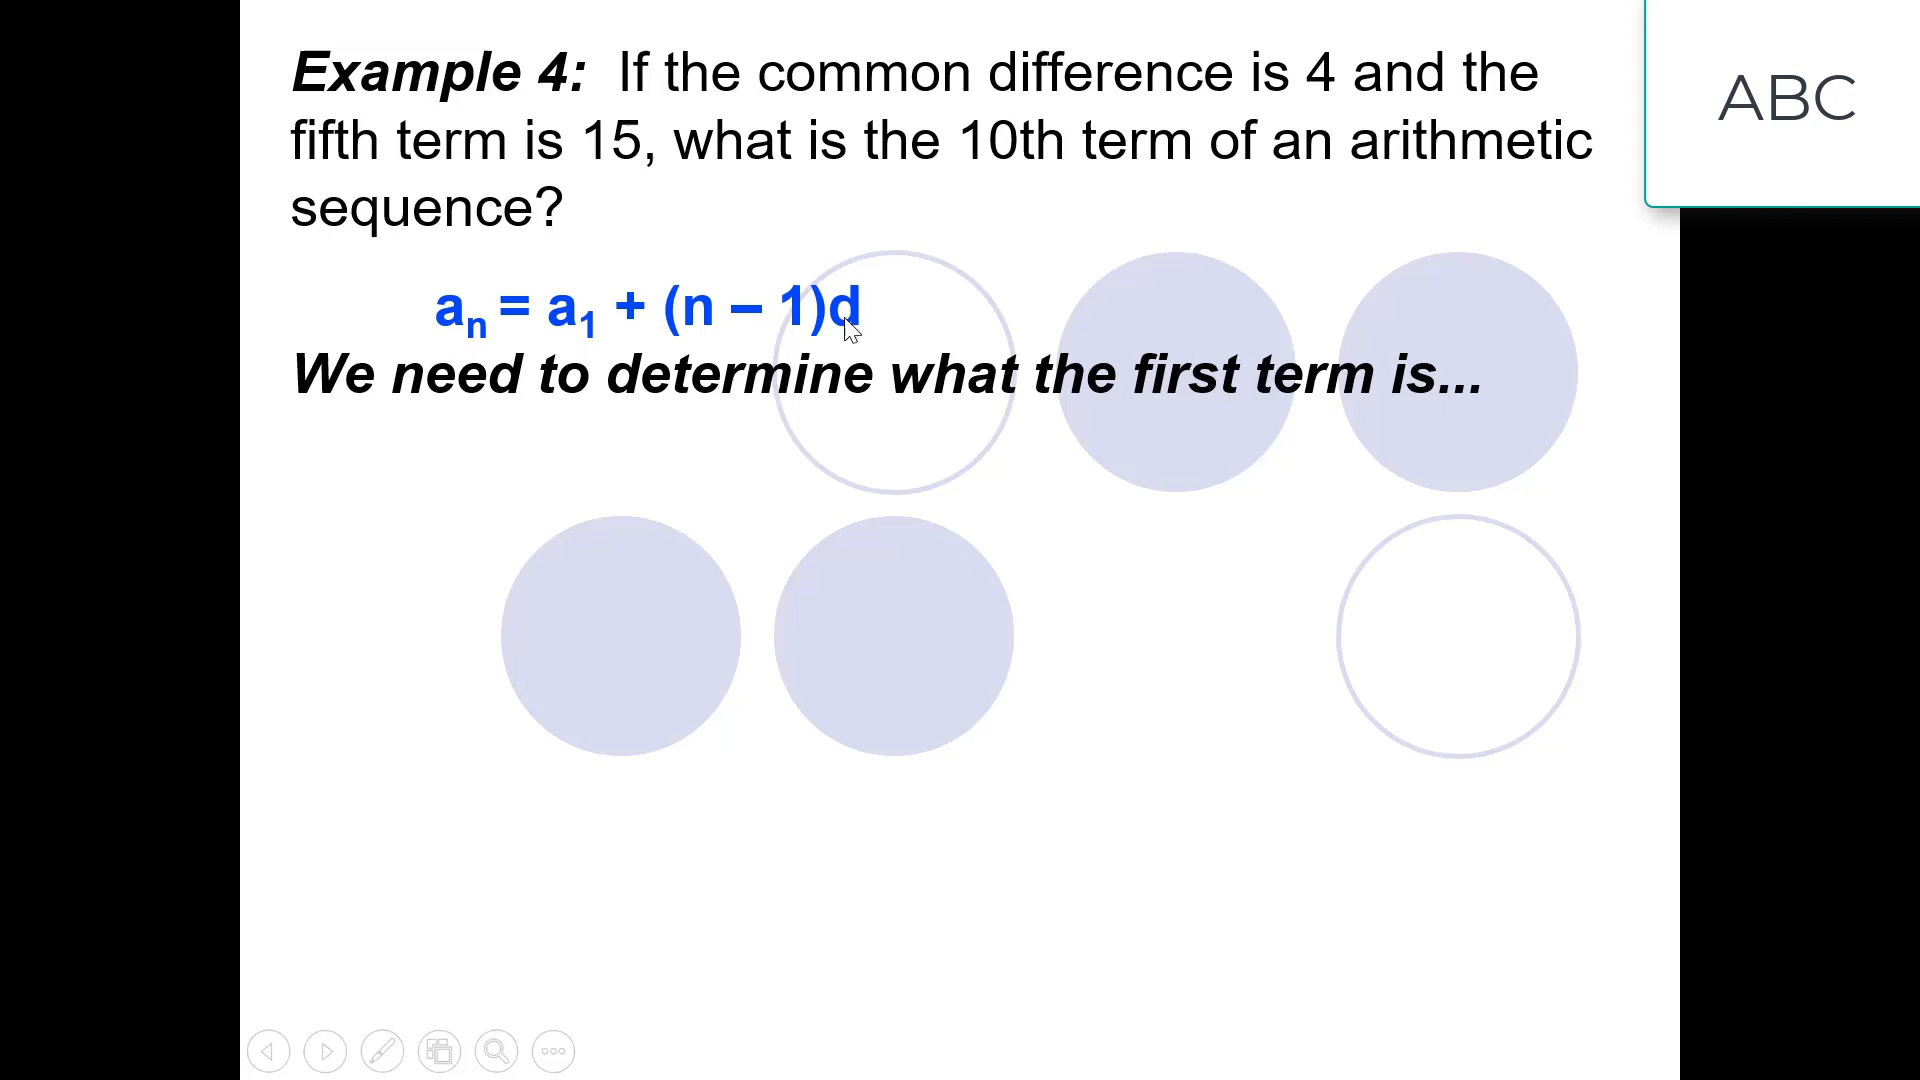 Example 4: If the common difference is 4 and the
fifth term is 15, what is the 10th term of an arithmetic
sequence?
aₙ = a₁ + (n – 1)d
We need to determine what the first term is...
ABC